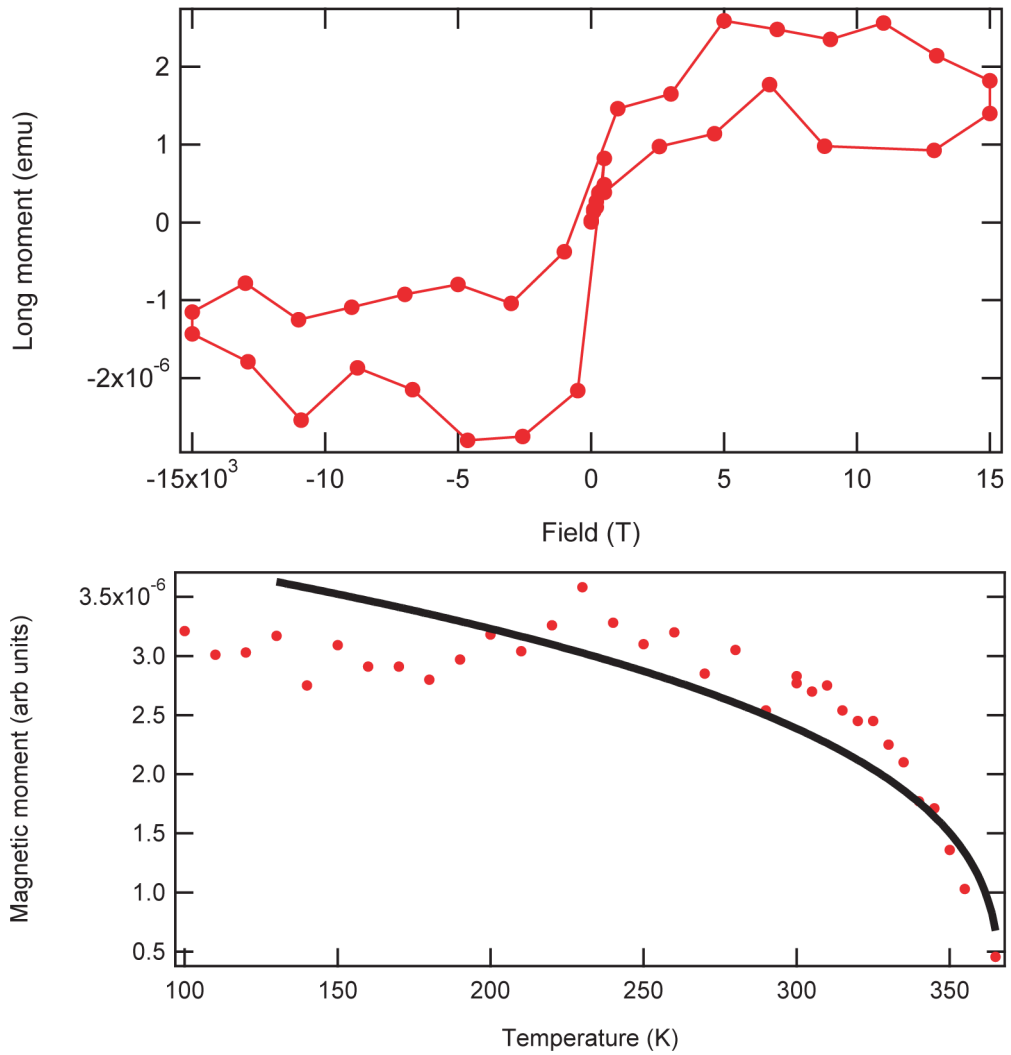 Long moment (emu)
2
1
0
-1
-2x10⁻⁶
-15x10³ -10 -5 0 5 10 15
Field (T)
Magnetic moment (arb units)
3.5x10⁻⁶
3.0
2.5
2.0
1.5
1.0
0.5
100 150 200 250 300 350
Temperature (K)